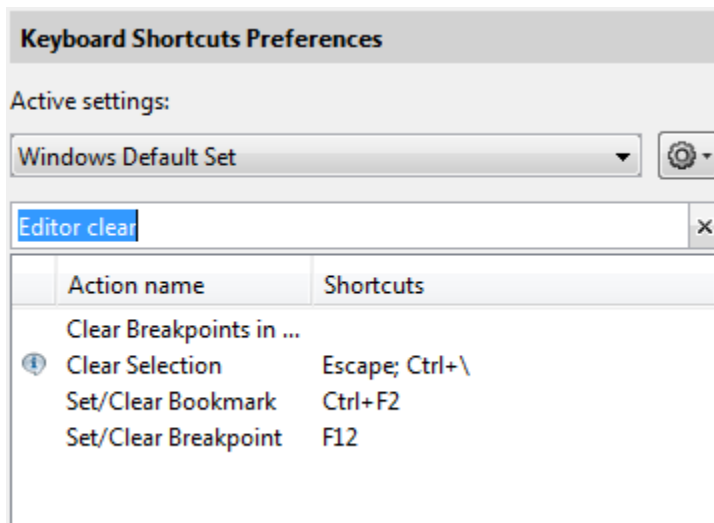 Keyboard Shortcuts Preferences
Active settings:
Windows Default Set
Editor clear
Action name Shortcuts
Clear Breakpoints in ...
Clear Selection Escape; Ctrl+\
Set/Clear Bookmark Ctrl+F2
Set/Clear Breakpoint F12